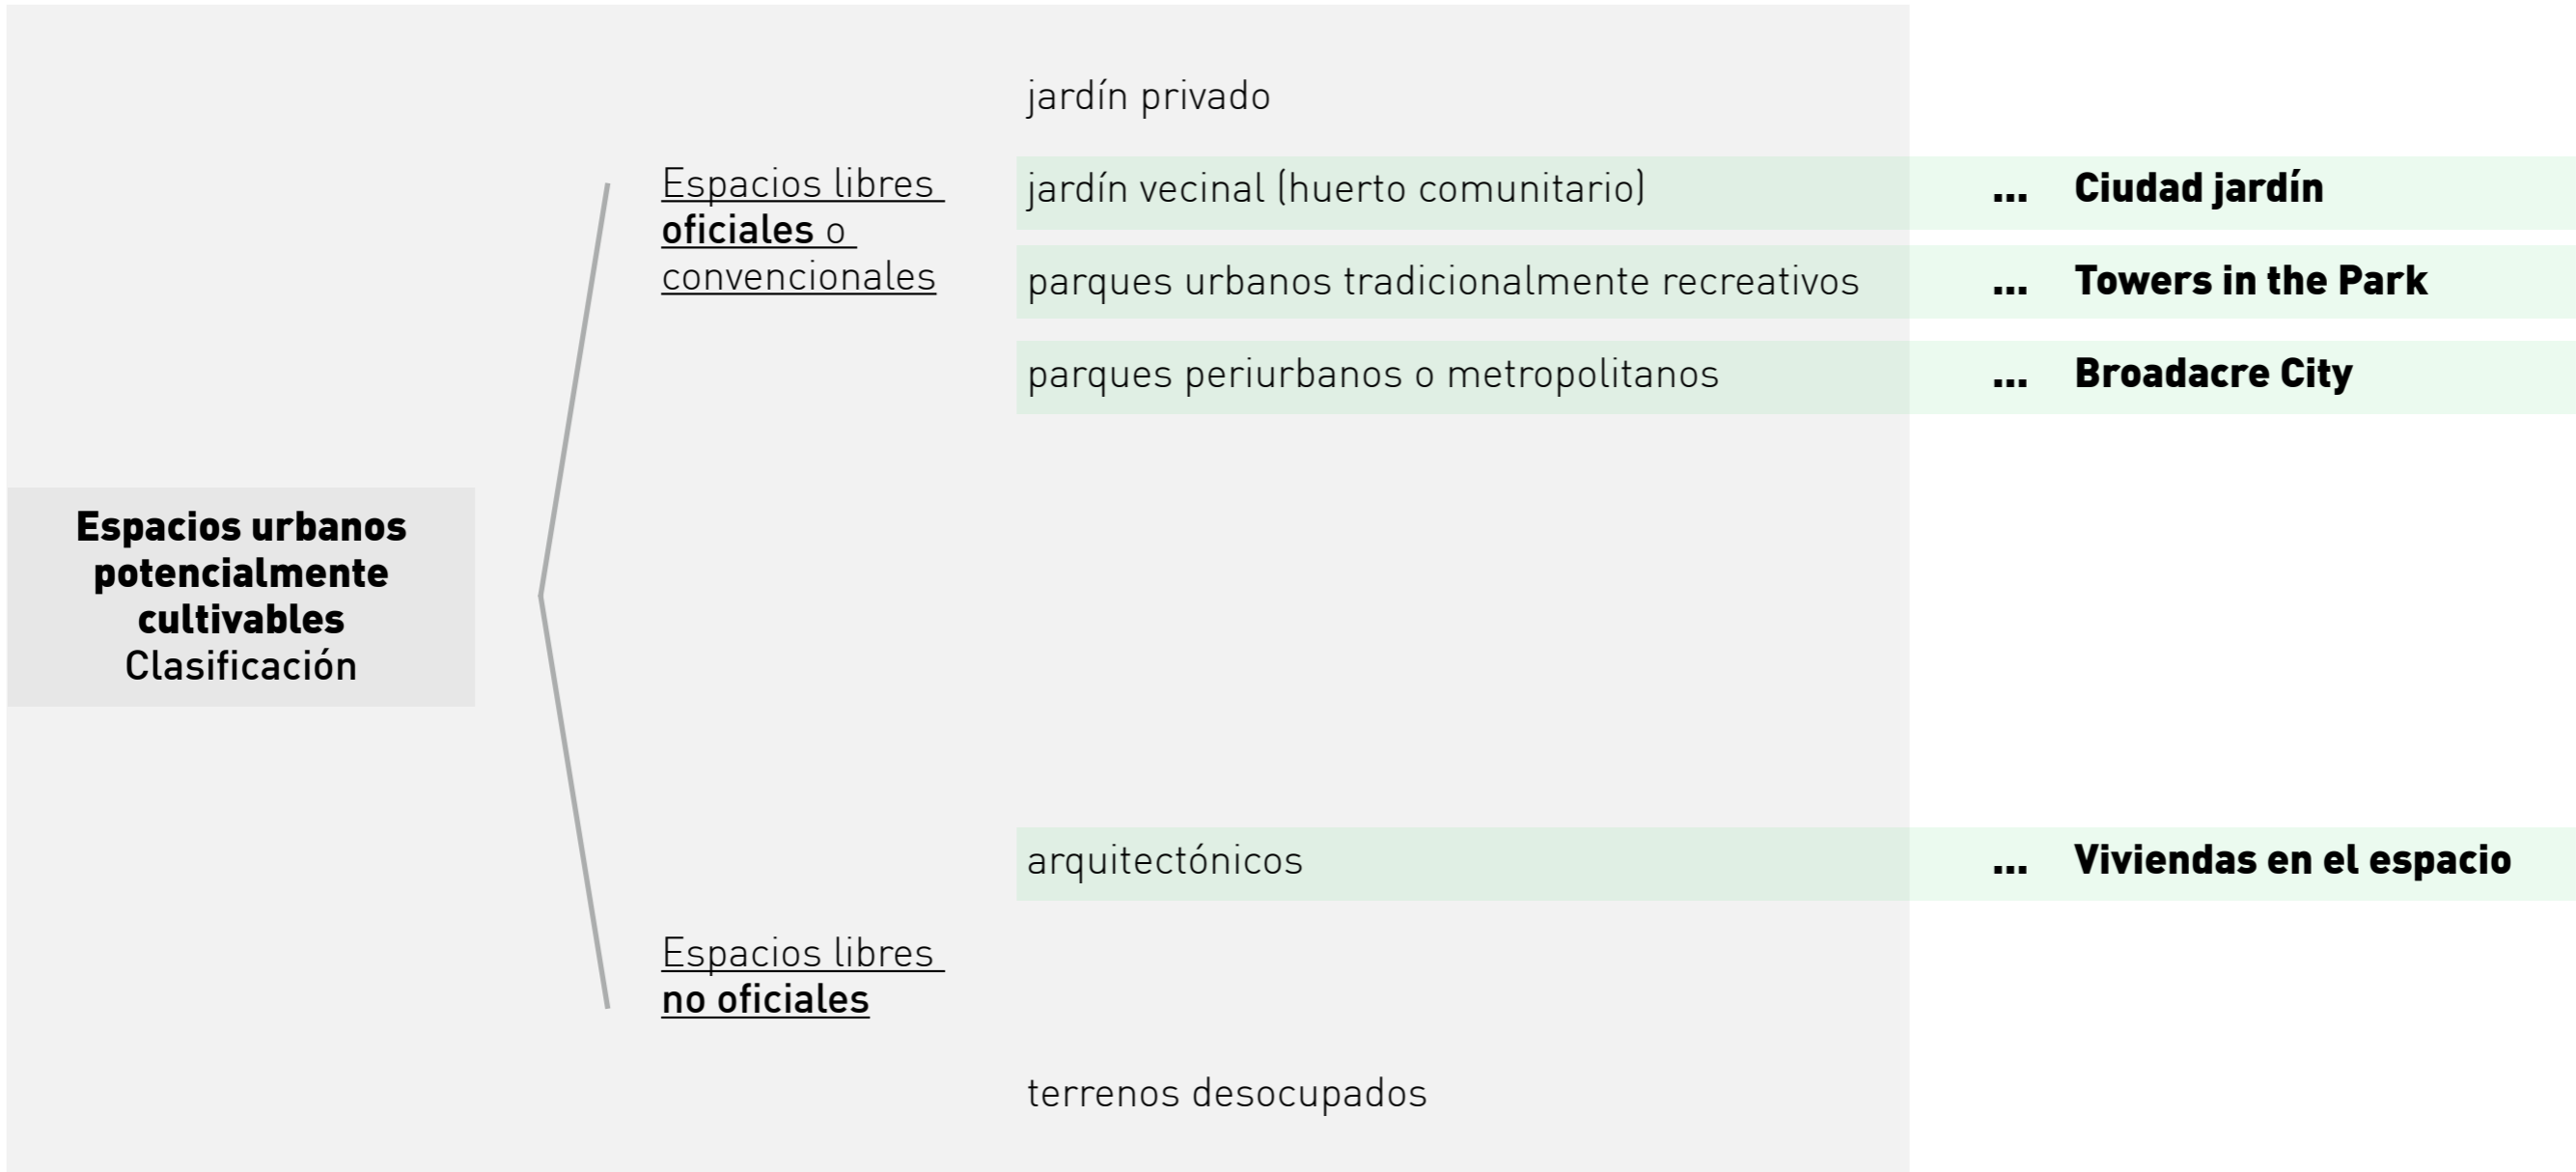 jardín privado
Espacios libres
oficiales o
convencionales
jardín vecinal (huerto comunitario) ... Ciudad jardín
parques urbanos tradicionalmente recreativos ... Towers in the Park
parques periurbanos o metropolitanos ... Broadacre City
Espacios urbanos
potencialmente
cultivables
Clasificación
arquitectónicos ... Viviendas en el espacio
Espacios libres
no oficiales
terrenos desocupados